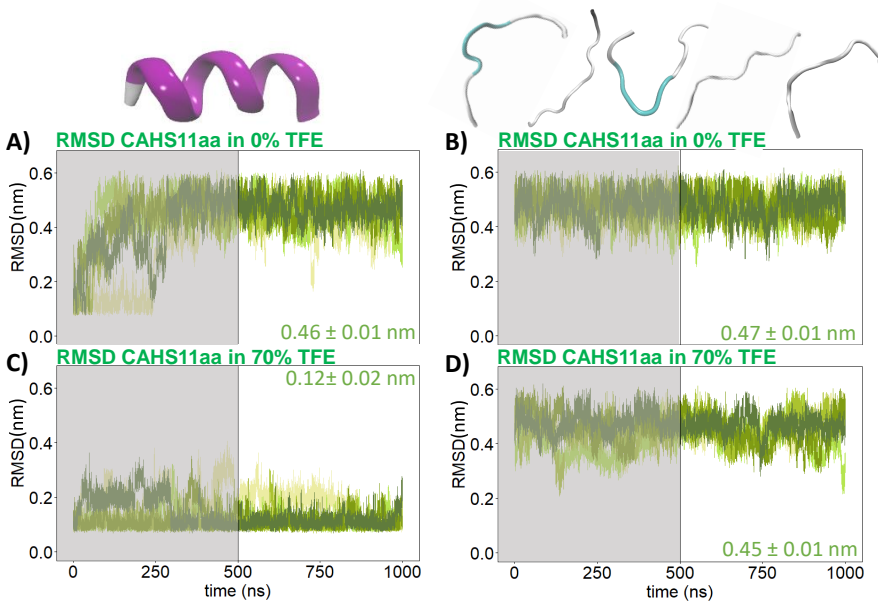 A)
RMSD CAHS11aa in 0% TFE
RMSD(nm)
0.6
0.4
0.2
0.0
0.46 ± 0.01 nm
B)
RMSD CAHS11aa in 0% TFE
RMSD(nm)
0.6
0.4
0.2
0.0
0.47 ± 0.01 nm
C)
RMSD CAHS11aa in 70% TFE
0.12± 0.02 nm
RMSD(nm)
0.6
0.4
0.2
0.0
0 250 500 750 1000
time (ns)
D)
RMSD CAHS11aa in 70% TFE
RMSD(nm)
0.6
0.4
0.2
0.0
0.45 ± 0.01 nm
0 250 500 750 1000
time (ns)